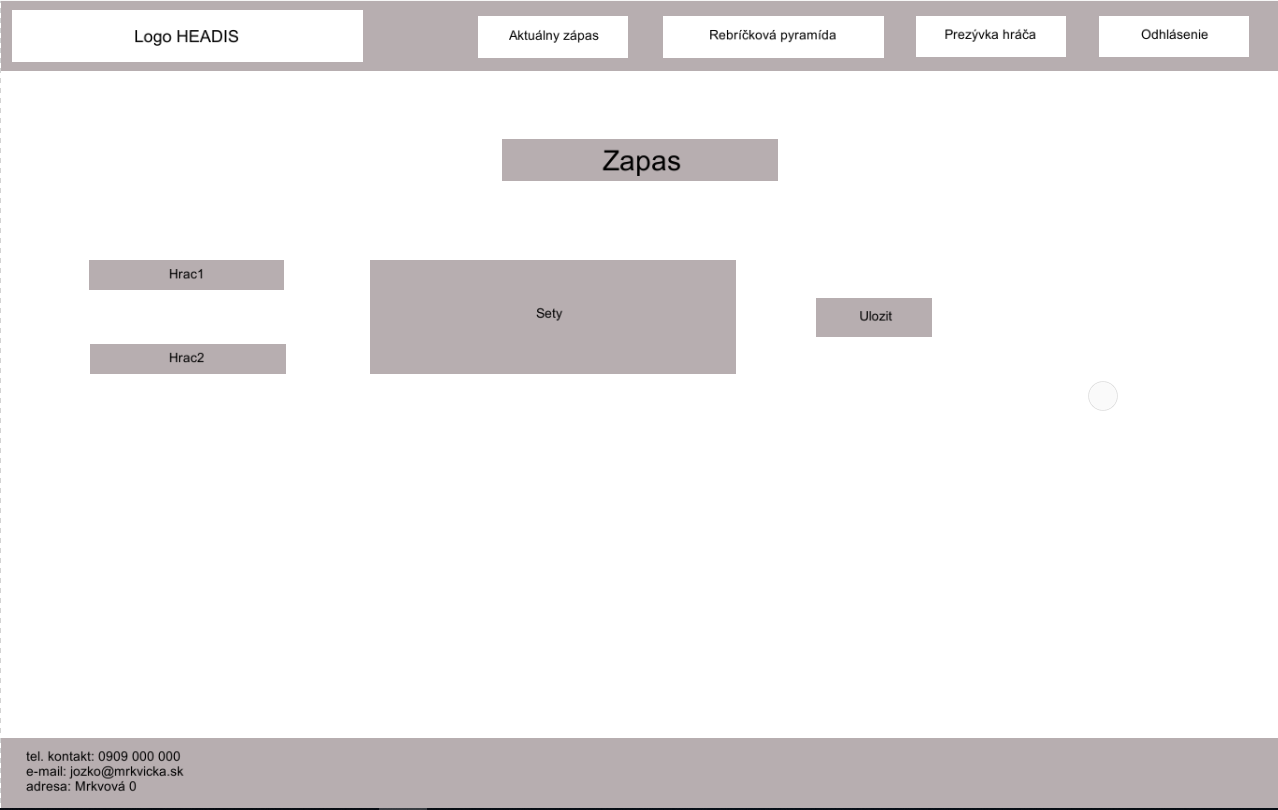 Logo HEADIS
Aktuálny zápas
Rebríčková pyramída
Prezývka hráča
Odhlásenie
Zapas
Hrac1
Sety
Ulozit
Hrac2
tel. kontakt: 0909 000 000
e-mail: jozko@mrkvicka.sk
adresa: Mrkvová 0